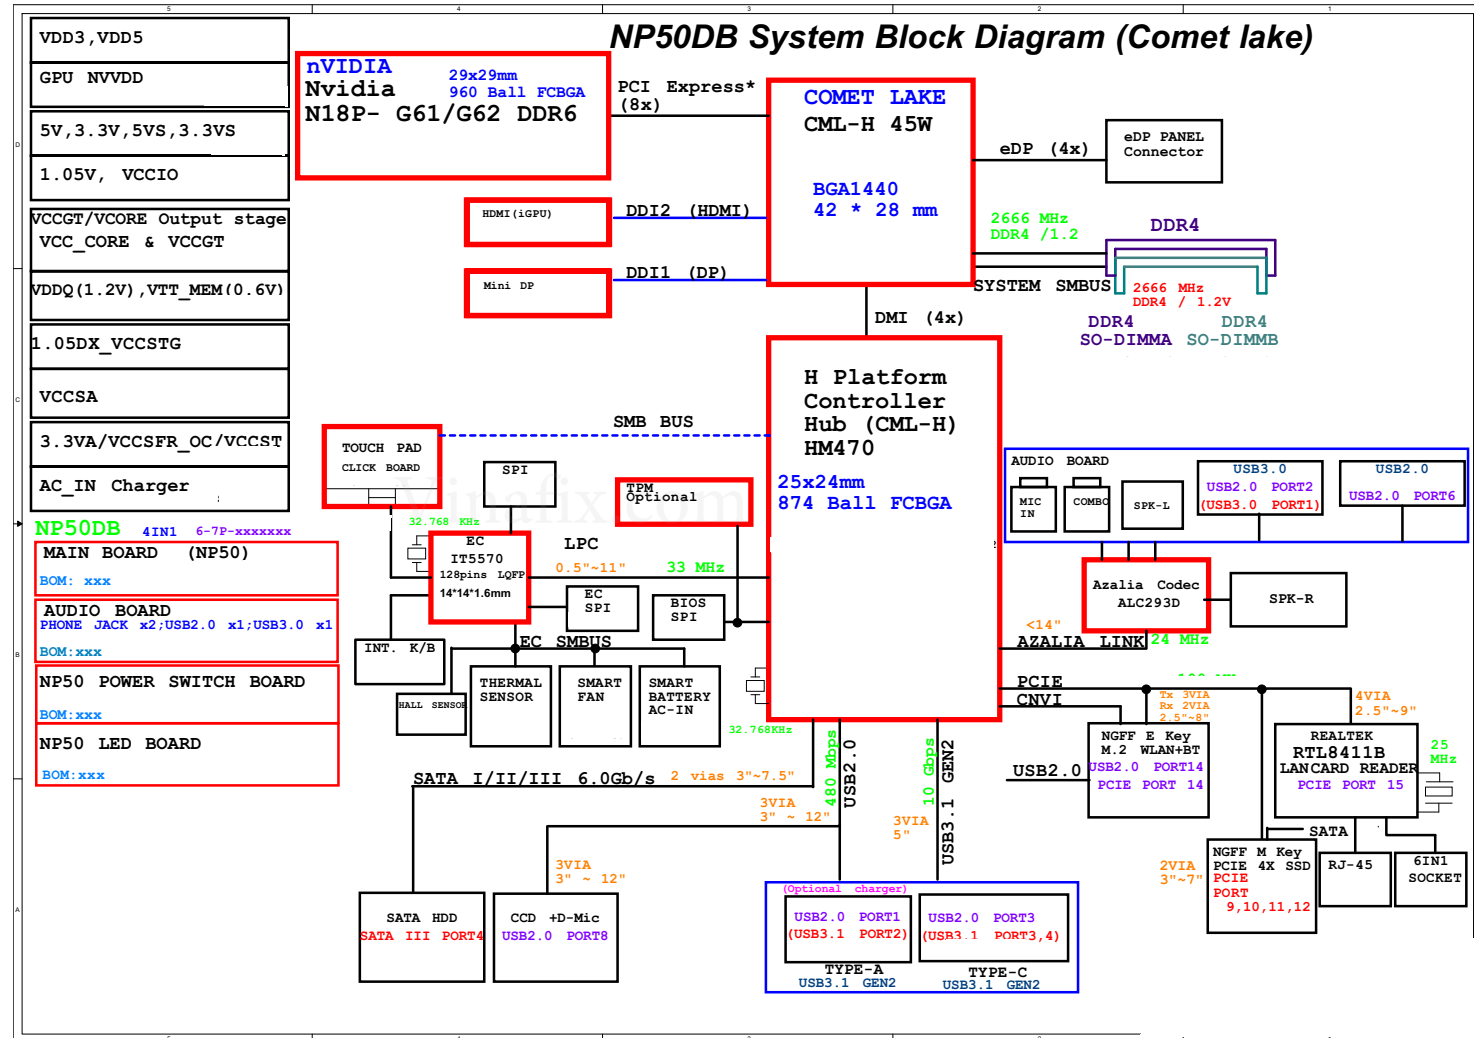 NP50DB System Block Diagram (Comet lake)
VDD3,VDD5
GPU NVVDD
5V,3.3V,5VS,3.3VS
1.05V, VCCIO
VCCGT/VCORE Output stage
VCC_CORE & VCCGT
VDDQ(1.2V),VTT_MEM(0.6V)
1.05DX_VCCSTG
VCCSA
3.3VA/VCCSFR_OC/VCCST
AC_IN Charger
NP50DB 4IN1 6-7P-xxxxxxx
MAIN BOARD (NP50)
BOM: xxx
AUDIO BOARD
PHONE JACK x2;USB2.0 x1;USB3.0 x1
BOM:xxx
NP50 POWER SWITCH BOARD
BOM:xxx
NP50 LED BOARD
BOM:xxx
nVIDIA
Nvidia
29x29mm
960 Ball FCBGA
N18P- G61/G62 DDR6
PCI Express*
(8x)
COMET LAKE
CML-H 45W
BGA1440
42 * 28 mm
eDP (4x)
eDP PANEL
Connector
HDMI(iGPU)
DDI2 (HDMI)
Mini DP
DDI1 (DP)
2666 MHz
DDR4 /1.2
DDR4
SYSTEM SMBUS
2666 MHz
DDR4 / 1.2V
DDR4
SO-DIMMA
DDR4
SO-DIMMB
DMI (4x)
H Platform
Controller
Hub (CML-H)
HM470
25x24mm
874 Ball FCBGA
SMB BUS
TOUCH PAD
CLICK BOARD
SPI
TPM
Optional
Vinafix.com
32.768 KHz
EC
IT5570
128pins LQFP
14*14*1.6mm
LPC
0.5"~11"
33 MHz
EC
SPI
BIOS
SPI
INT. K/B
EC SMBUS
HALL SENSOR
THERMAL
SENSOR
SMART
FAN
SMART
BATTERY
AC-IN
32.768KHz
AUDIO BOARD
MIC
IN
COMBO
SPK-L
USB3.0
USB2.0 PORT2
(USB3.0 PORT1)
USB2.0
USB2.0 PORT6
Azalia Codec
ALC293D
SPK-R
<14"
AZALIA LINK
24 MHz
PCIE
CNVI
Tx 3VIA
Rx 2VIA
2.5"~8"
4VIA
2.5"~9"
NGFF E Key
M.2 WLAN+BT
USB2.0 PORT14
PCIE PORT 14
USB2.0
REALTEK
RTL8411B
LANCARD READER
PCIE PORT 15
25
MHz
SATA
NGFF M Key
PCIE 4X SSD
PCIE
PORT
9,10,11,12
2VIA
3"~7"
RJ-45
6IN1
SOCKET
SATA I/II/III 6.0Gb/s
2 vias 3"~7.5"
480 Mbps
USB2.0
10 Gbps
USB3.1 GEN2
3VIA
3" ~ 12"
3VIA
5"
3VIA
3" ~ 12"
SATA HDD
SATA III PORT4
CCD +D-Mic
USB2.0 PORT8
(Optional charger)
USB2.0 PORT1
(USB3.1 PORT2)
TYPE-A
USB3.1 GEN2
USB2.0 PORT3
(USB3.1 PORT3,4)
TYPE-C
USB3.1 GEN2